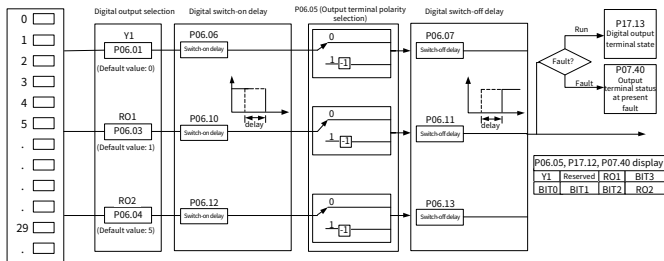 Digital output selection
Digital switch-on delay
P06.05 (Output terminal polarity
selection)
Digital switch-off delay
0
1
2
3
4
5
.
.
.
.
29
.
Y1
P06.01
(Default value: 0)
RO1
P06.03
(Default value: 1)
RO2
P06.04
(Default value: 5)
P06.06
Switch-on delay
delay
P06.10
Switch-on delay
P06.12
Switch-on delay
0
1
-1
0
1
-1
0
1
-1
P06.07
Switch-off delay
delay
P06.11
Switch-off delay
P06.13
Switch-off delay
Run
Fault?
Fault
P17.13
Digital output
terminal state
P07.40
Output
terminal status
at present
fault
P06.05, P17.12, P07.40 display
Y1 Reserved RO1 BIT3
BIT0 BIT1 BIT2 RO2